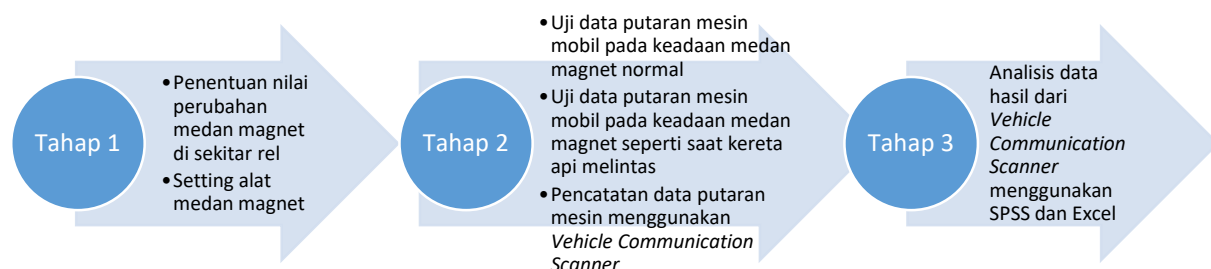 Tahap 1
•Penentuan nilai
perubahan
medan magnet
di sekitar rel
•Setting alat
medan magnet
Tahap 2
•Uji data putaran mesin
mobil pada keadaan medan
magnet normal
•Uji data putaran mesin
mobil pada keadaan medan
magnet seperti saat kereta
api melintas
•Pencatatan data putaran
mesin menggunakan
Vehicle Communication
Scanner
Tahap 3
Analisis data
hasil dari
Vehicle
Communication
Scanner
menggunakan
SPSS dan Excel